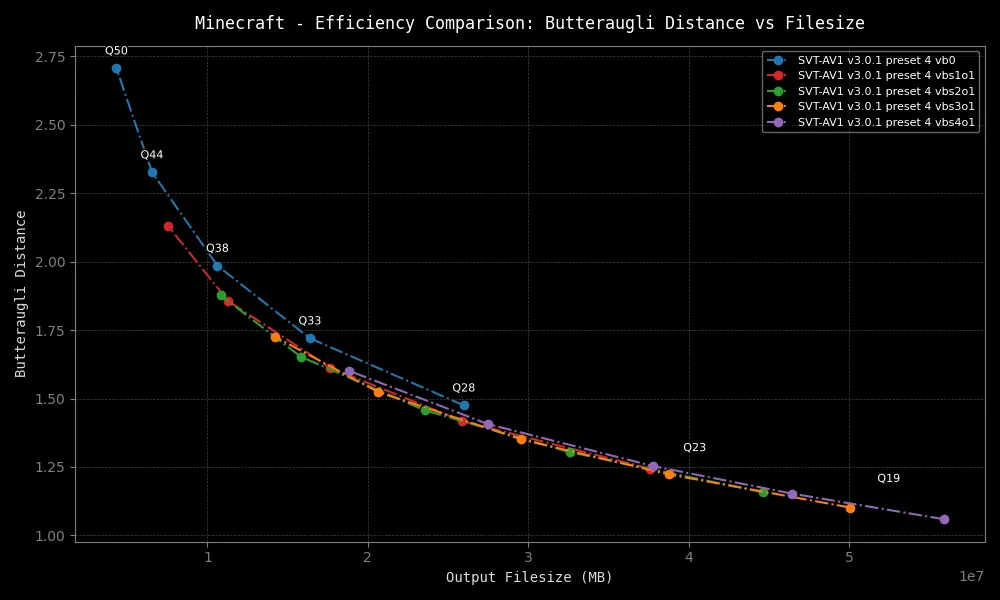 Minecraft - Efficiency Comparison: Butteraugli Distance vs Filesize
Q50
Q44
Q38
Q33
Q28
Q23
Q19
SVT-AV1 v3.0.1 preset 4 vb0
SVT-AV1 v3.0.1 preset 4 vbs1o1
SVT-AV1 v3.0.1 preset 4 vbs2o1
SVT-AV1 v3.0.1 preset 4 vbs3o1
SVT-AV1 v3.0.1 preset 4 vbs4o1
Butteraugli Distance
2.75
2.50
2.25
2.00
1.75
1.50
1.25
1.00
1 2 3 4 5
1e7
Output Filesize (MB)